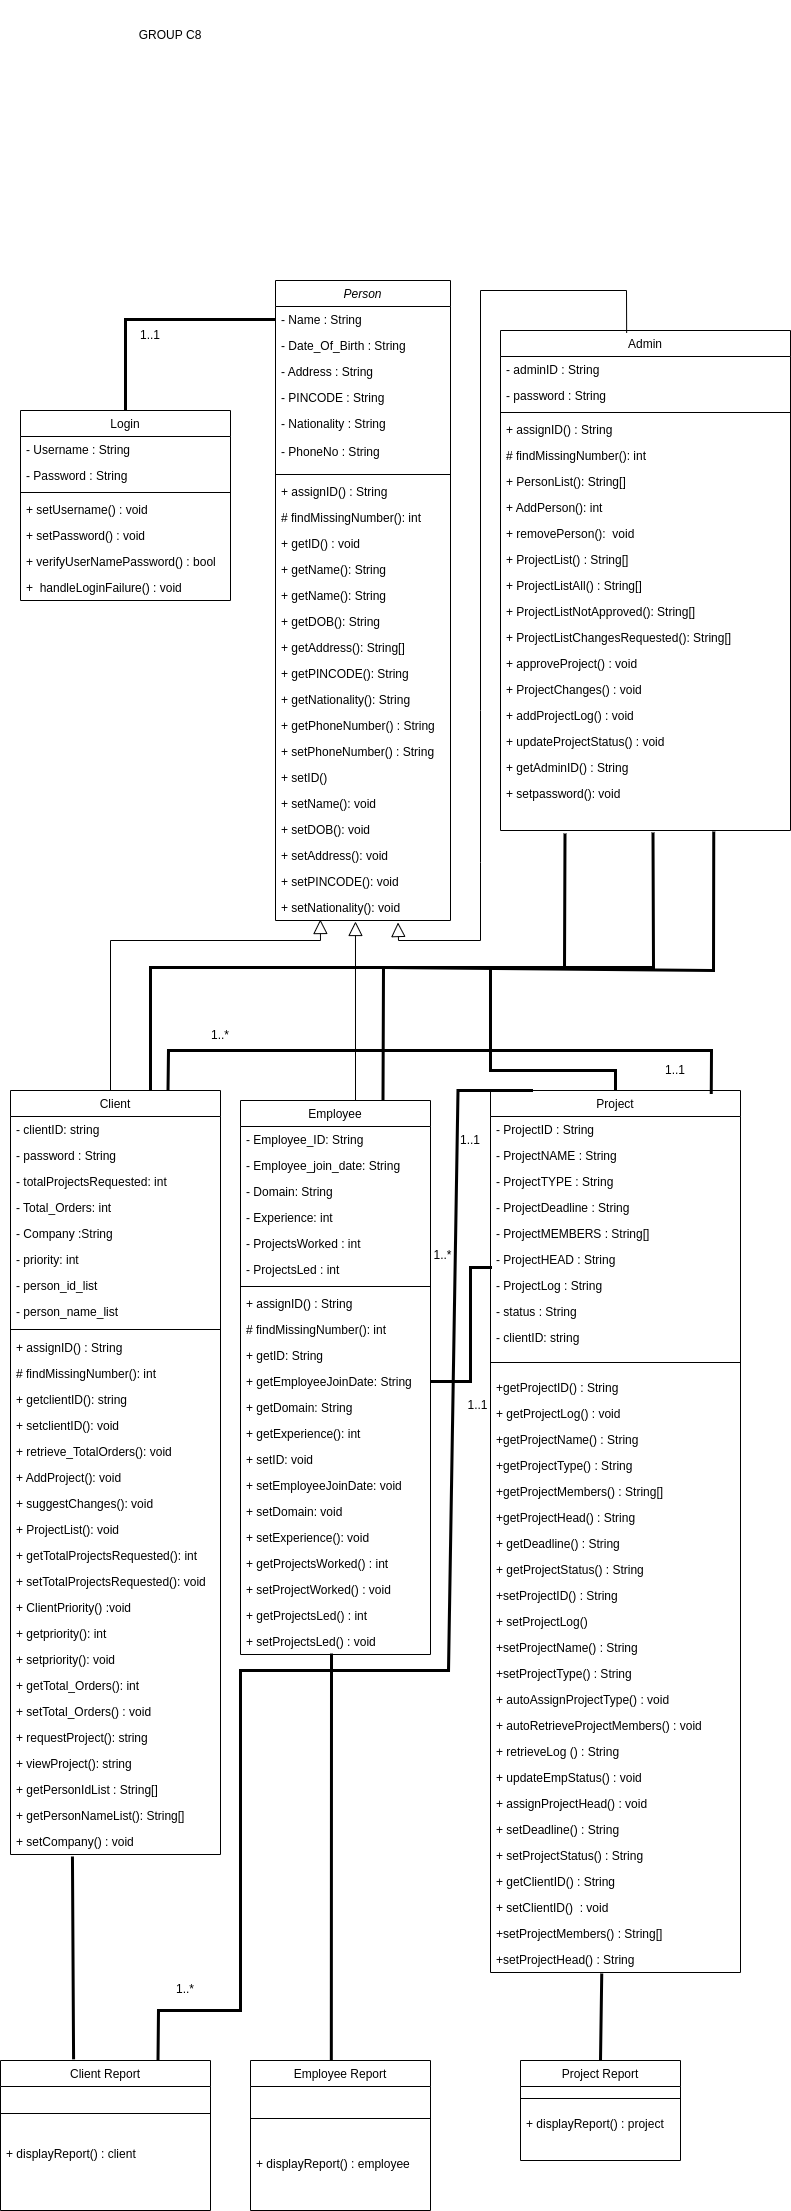 GROUP C8
Person
- Name : String
- Date_Of_Birth : String
- Address : String
- PINCODE : String
- Nationality : String
- PhoneNo : String
+ assignID() : String
# findMissingNumber(): int
+ getID() : void
+ getName(): String
+ getName(): String
+ getDOB(): String
+ getAddress(): String[]
+ getPINCODE(): String
+ getNationality(): String
+ getPhoneNumber() : String
+ setPhoneNumber() : String
+ setID()
+ setName(): void
+ setDOB(): void
+ setAddress(): void
+ setPINCODE(): void
+ setNationality(): void
1..1
Login
- Username : String
- Password : String
+ setUsername() : void
+ setPassword() : void
+ verifyUserNamePassword() : bool
+ handleLoginFailure() : void
Admin
- adminID : String
- password : String
+ assignID() : String
# findMissingNumber(): int
+ PersonList(): String[]
+ AddPerson(): int
+ removePerson(): void
+ ProjectList() : String[]
+ ProjectListAll() : String[]
+ ProjectListNotApproved(): String[]
+ ProjectListChangesRequested(): String[]
+ approveProject() : void
+ ProjectChanges() : void
+ addProjectLog() : void
+ updateProjectStatus() : void
+ getAdminID() : String
+ setpassword(): void
1..*
1..1
Client
- clientID: string
- password : String
- totalProjectsRequested: int
- Total_Orders: int
- Company :String
- priority: int
- person_id_list
- person_name_list
+ assignID() : String
# findMissingNumber(): int
+ getclientID(): string
+ setclientID(): void
+ retrieve_TotalOrders(): void
+ AddProject(): void
+ suggestChanges(): void
+ ProjectList(): void
+ getTotalProjectsRequested(): int
+ setTotalProjectsRequested: void
+ ClientPriority() :void
+ getpriority(): int
+ setpriority(): void
+ getTotal_Orders(): int
+ setTotal_Orders() : void
+ requestProject(): string
+ viewProject(): string
+ getPersonIdList : String[]
+ getPersonNameList(): String[]
+ setCompany() : void
Employee
- Employee_ID: String
- Employee_join_date: String
- Domain: String
- Experience: int
- ProjectsWorked : int
- ProjectsLed : int
+ assignID() : String
# findMissingNumber(): int
+ getID: String
+ getEmployeeJoinDate: String
+ getDomain: String
+ getExperience(): int
+ setID: void
+ setEmployeeJoinDate: void
+ setDomain: void
+ setExperience(): void
+ getProjectsWorked() : int
+ setProjectWorked() : void
+ getProjectsLed() : int
+ setProjectsLed() : void
1..1
1..*
1..1
Project
- ProjectID : String
- ProjectNAME : String
- ProjectTYPE : String
- ProjectDeadline : String
- ProjectMEMBERS : String[]
- ProjectHEAD : String
- ProjectLog : String
- status : String
- clientID: string
+getProjectID() : String
+ getProjectLog() : void
+getProjectName() : String
+getProjectType() : String
+getProjectMembers() : String[]
+getProjectHead() : String
+ getDeadline() : String
+ getProjectStatus() : String
+setProjectID() : String
+ setProjectLog()
+setProjectName() : String
+setProjectType() : String
+ autoAssignProjectType() : void
+ autoRetrieveProjectMembers() : void
+ retrieveLog () : String
+ updateEmpStatus() : void
+ assignProjectHead() : void
+ setDeadline() : String
+ setProjectStatus() : String
+ getClientID() : String
+ setClientID() : void
+setProjectMembers() : String[]
+setProjectHead() : String
1..*
Client Report
+ displayReport() : client
Employee Report
+ displayReport() : employee
Project Report
+ displayReport() : project